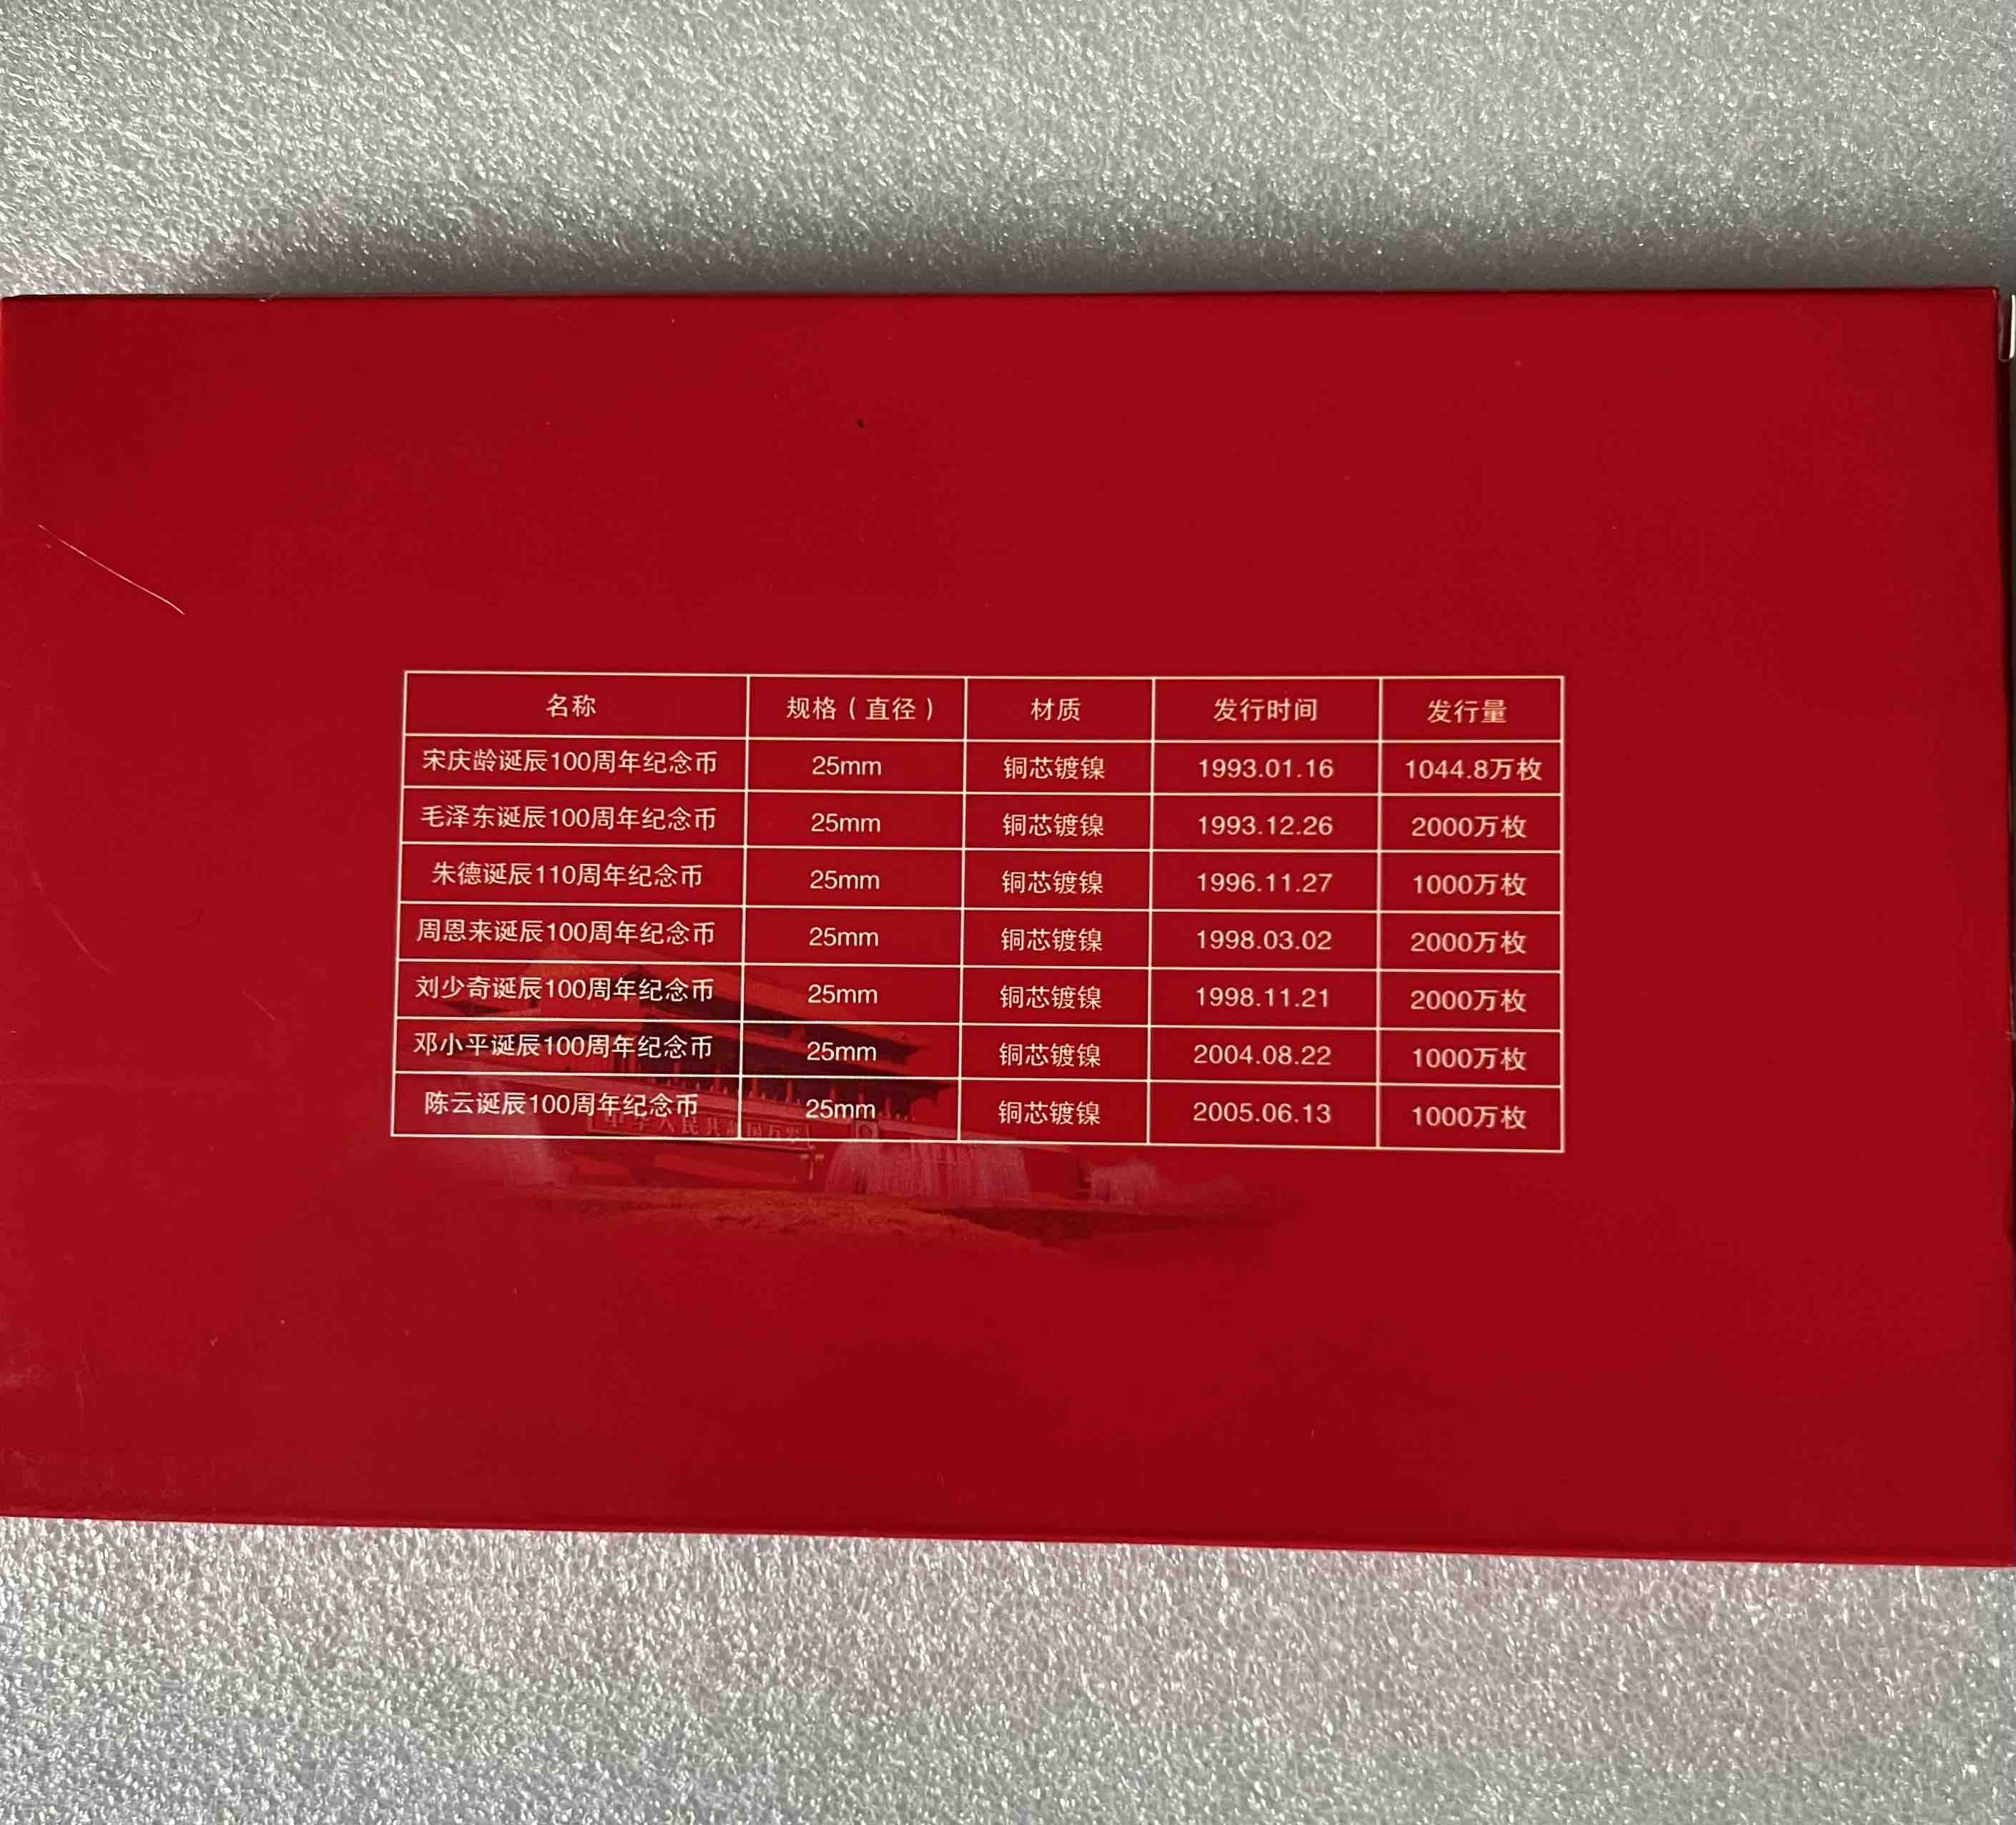 名称 规格（直径） 材质 发行时间 发行量
宋庆龄诞辰100周年纪念币 25mm 铜芯镀镍 1993.01.16 1044.8万枚
毛泽东诞辰100周年纪念币 25mm 铜芯镀镍 1993.12.26 2000万枚
朱德诞辰110周年纪念币 25mm 铜芯镀镍 1996.11.27 1000万枚
周恩来诞辰100周年纪念币 25mm 铜芯镀镍 1998.03.02 2000万枚
刘少奇诞辰100周年纪念币 25mm 铜芯镀镍 1998.11.21 2000万枚
邓小平诞辰100周年纪念币 25mm 铜芯镀镍 2004.08.22 1000万枚
陈云诞辰100周年纪念币 25mm 铜芯镀镍 2005.06.13 1000万枚
中华人民共和国万岁